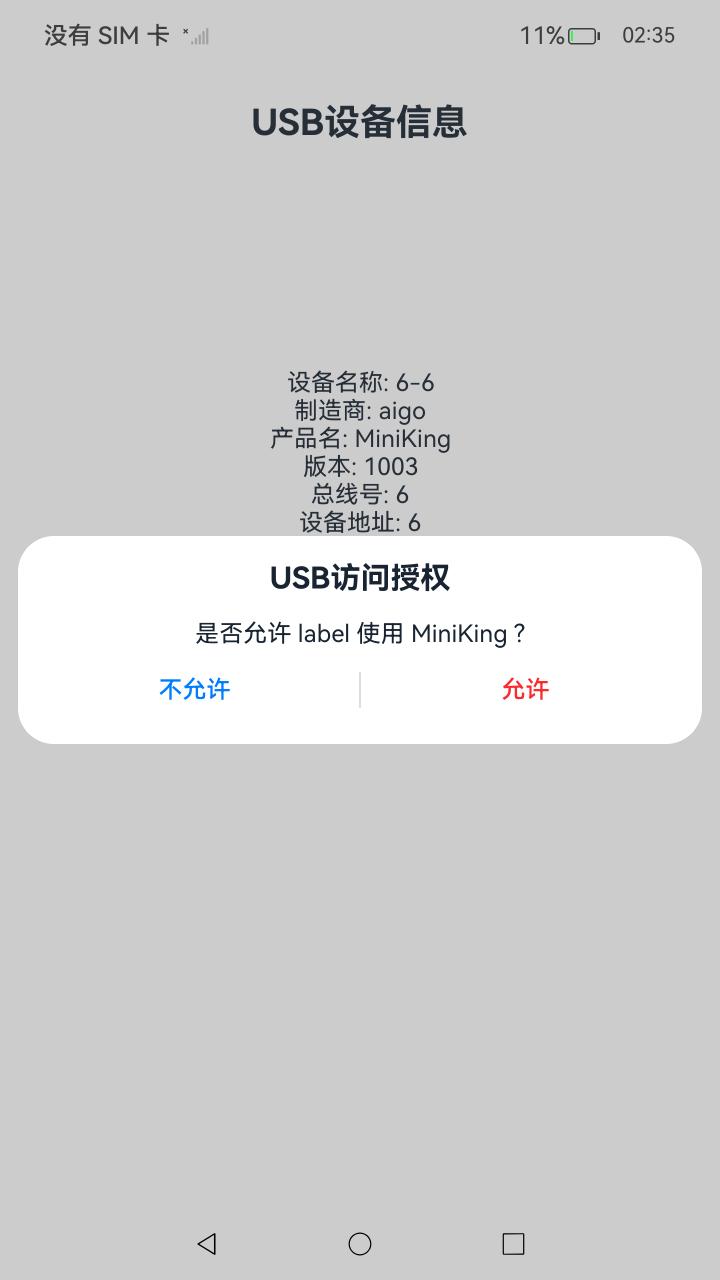 没有 SIM 卡
11%
02:35
USB设备信息
设备名称: 6-6
制造商: aigo
产品名: MiniKing
版本: 1003
总线号: 6
设备地址: 6
USB访问授权
是否允许 label 使用 MiniKing？
不允许
允许